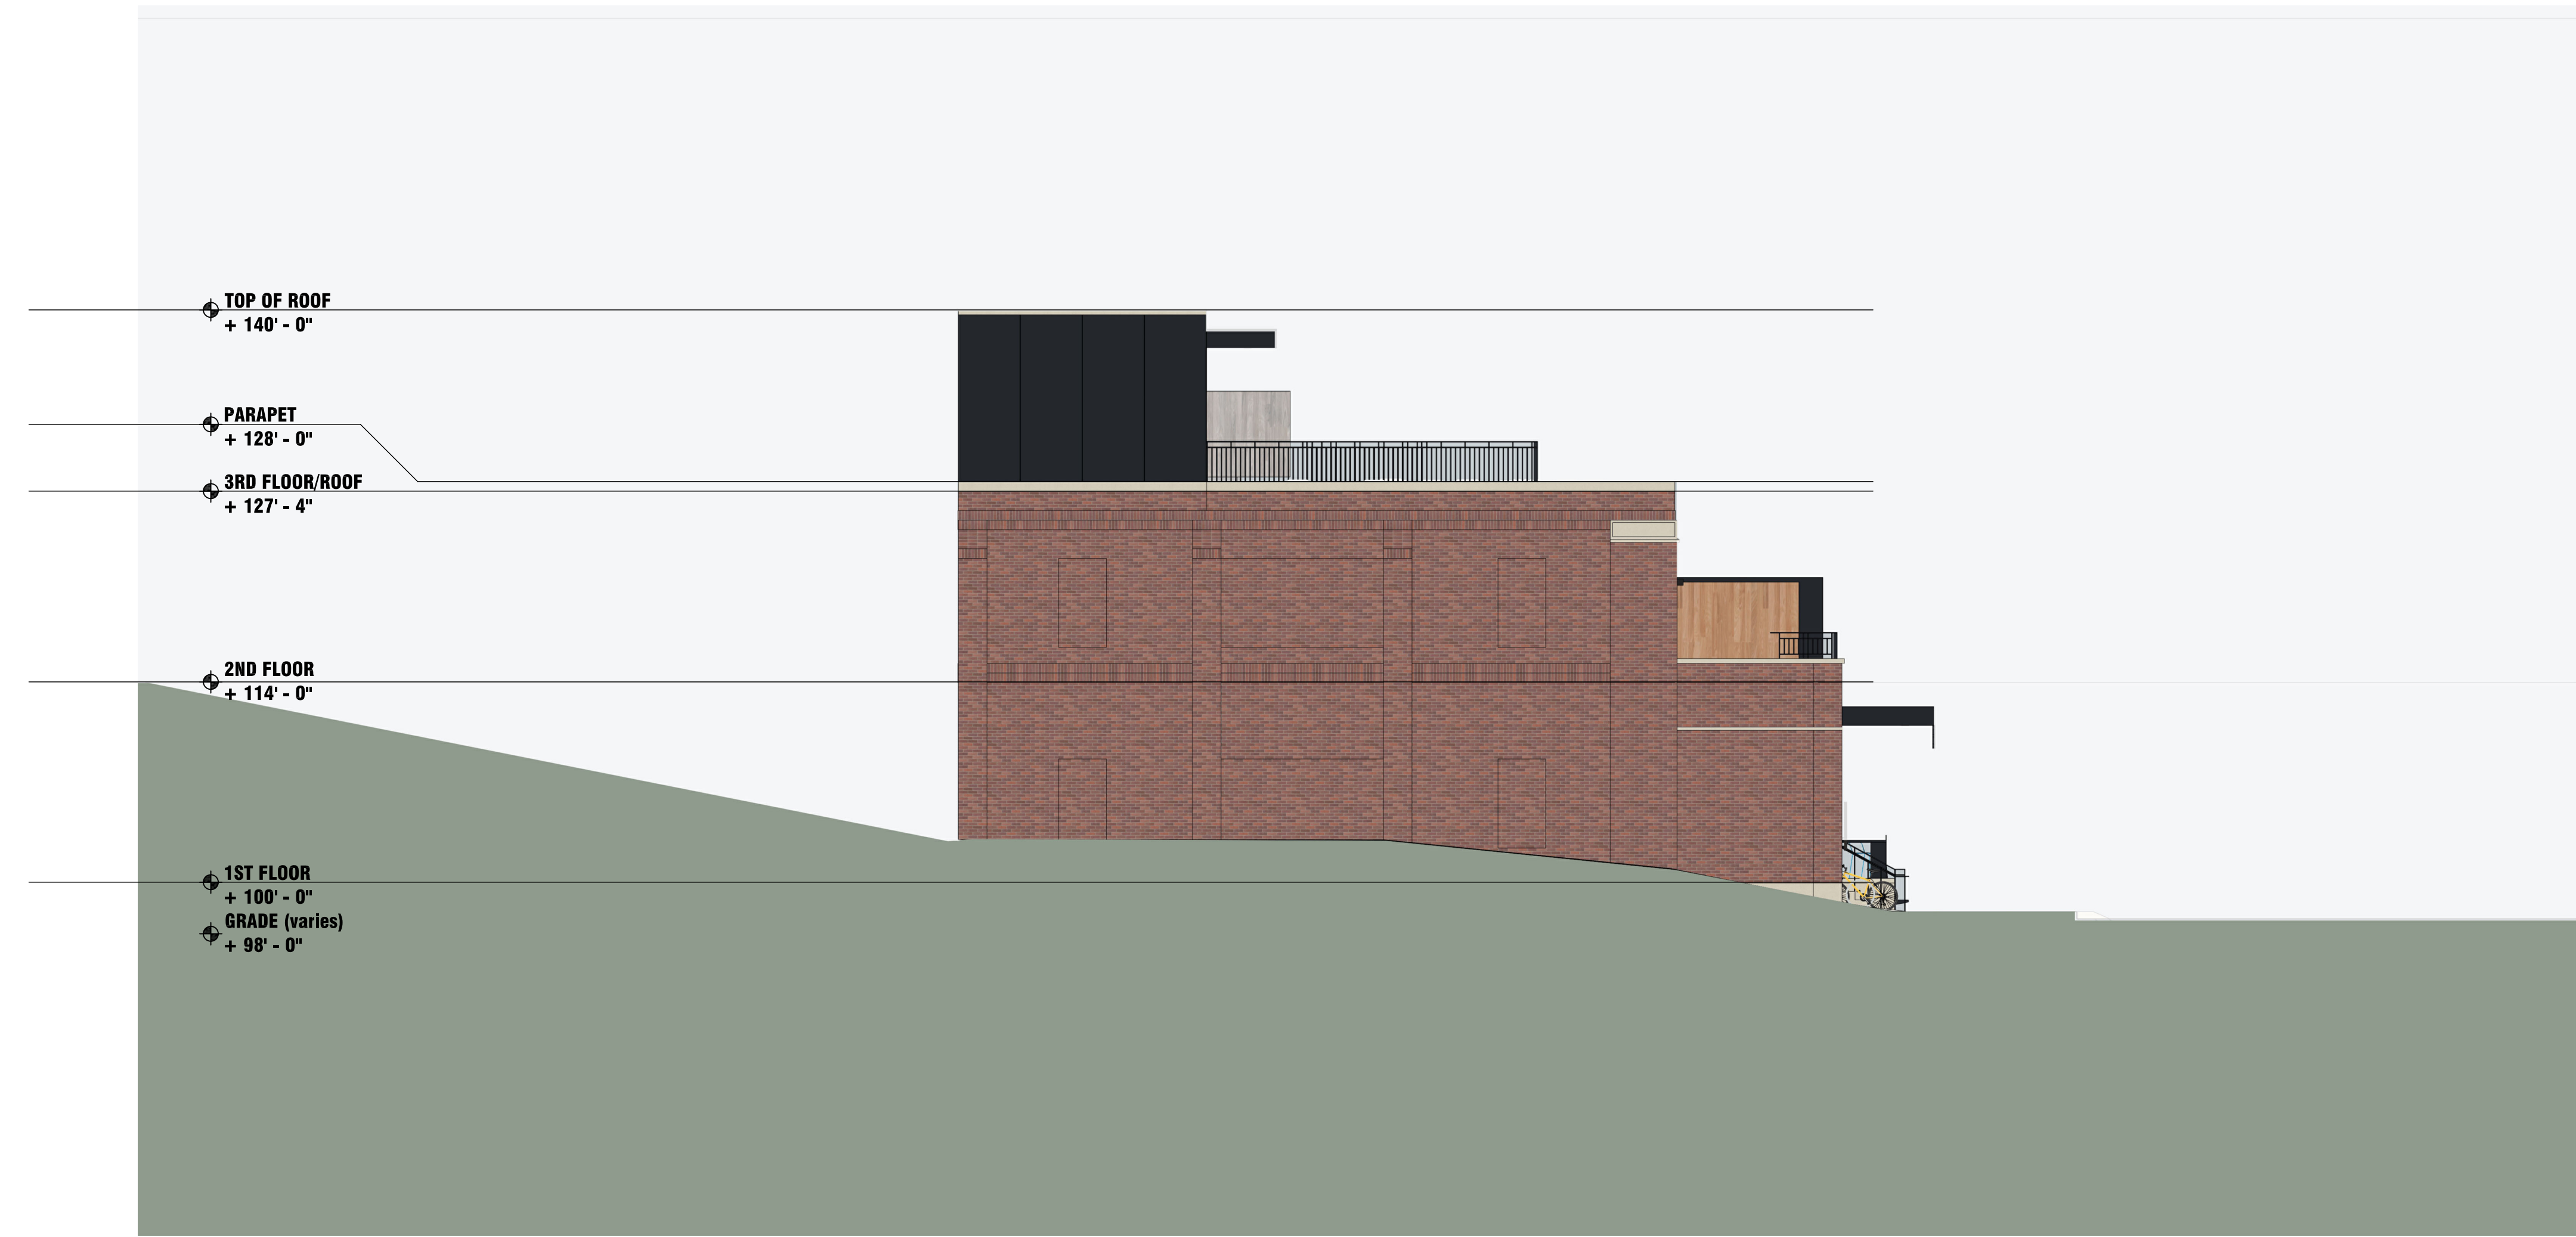 TOP OF ROOF
+ 140' - 0"
PARAPET
+ 128' - 0"
3RD FLOOR/ROOF
+ 127' - 4"
2ND FLOOR
+ 114' - 0"
1ST FLOOR
+ 100' - 0"
GRADE (varies)
+ 98' - 0"